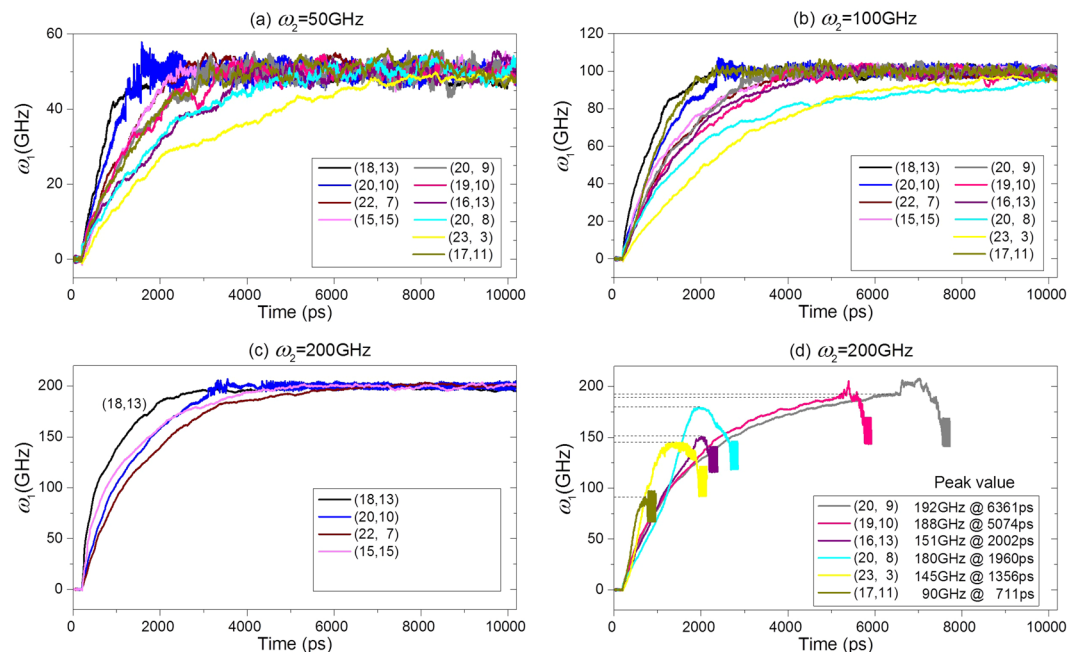 (a) ω₂=50GHz
60
40
20
0
ω₁(GHz)
(18,13)
(20,10)
(22, 7)
(15,15)
(20, 9)
(19,10)
(16,13)
(20, 8)
(23, 3)
(17,11)
0 2000 4000 6000 8000 10000
Time (ps)
(b) ω₂=100GHz
120
100
80
60
40
20
0
ω₁(GHz)
(18,13)
(20,10)
(22, 7)
(15,15)
(20, 9)
(19,10)
(16,13)
(20, 8)
(23, 3)
(17,11)
0 2000 4000 6000 8000 10000
Time (ps)
(c) ω₂=200GHz
200
150
100
50
0
ω₁(GHz)
(18,13)
(18,13)
(20,10)
(22, 7)
(15,15)
0 2000 4000 6000 8000 10000
Time (ps)
(d) ω₂=200GHz
200
150
100
50
0
ω₁(GHz)
Peak value
(20, 9) 192GHz @ 6361ps
(19,10) 188GHz @ 5074ps
(16,13) 151GHz @ 2002ps
(20, 8) 180GHz @ 1960ps
(23, 3) 145GHz @ 1356ps
(17,11) 90GHz @ 711ps
0 2000 4000 6000 8000 10000
Time (ps)